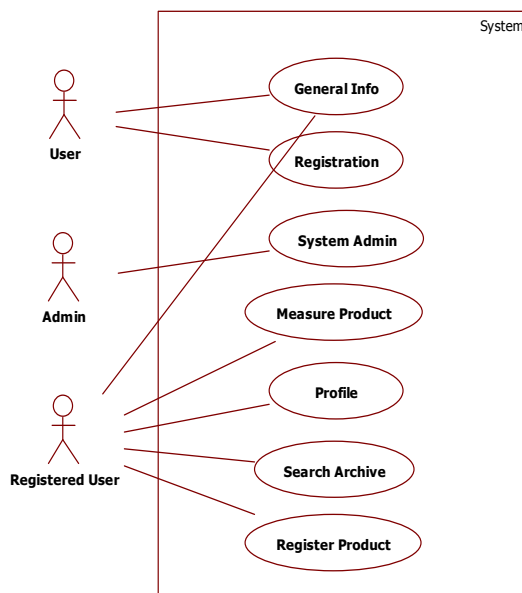 System
General Info
User
Registration
System Admin
Admin
Measure Product
Profile
Registered User
Search Archive
Register Product